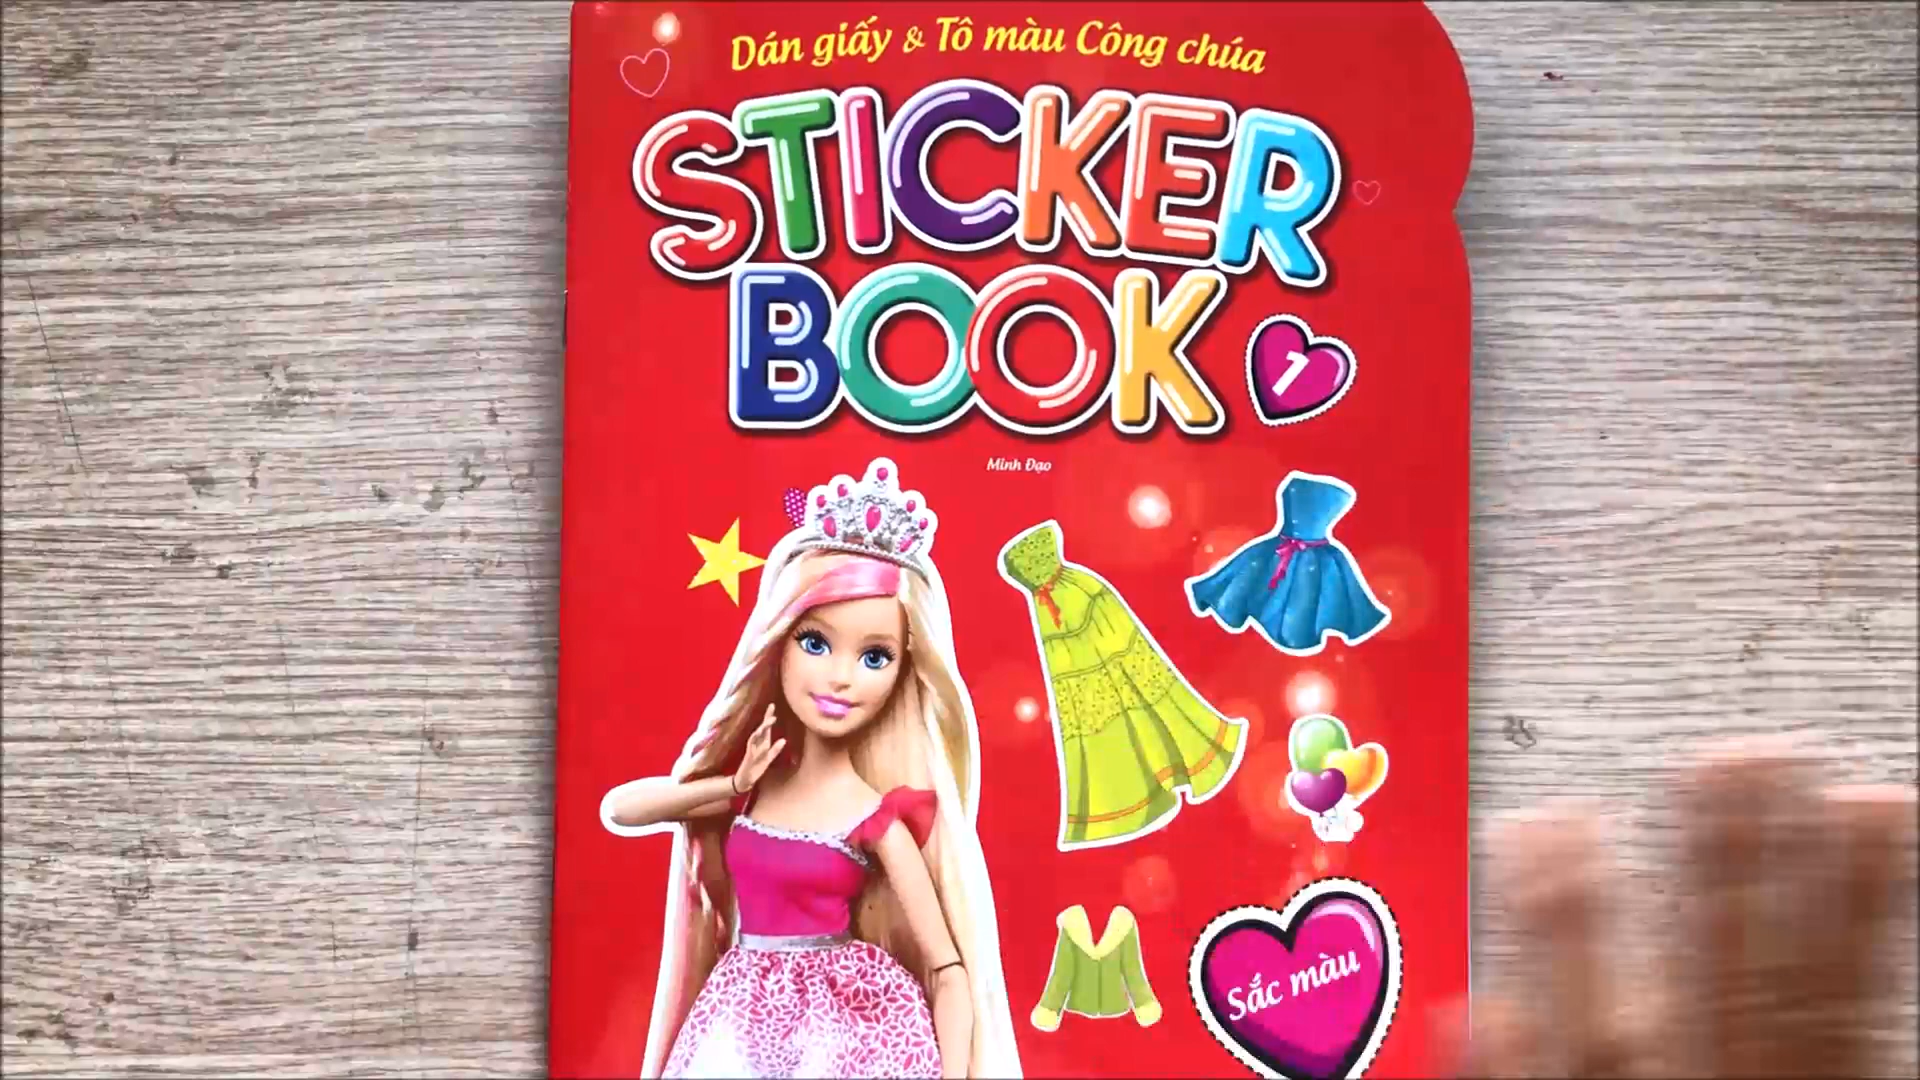 Dán giấy & Tô màu Công chúa
STICKER
BOOK
1
Minh Đạo
Sắc màu